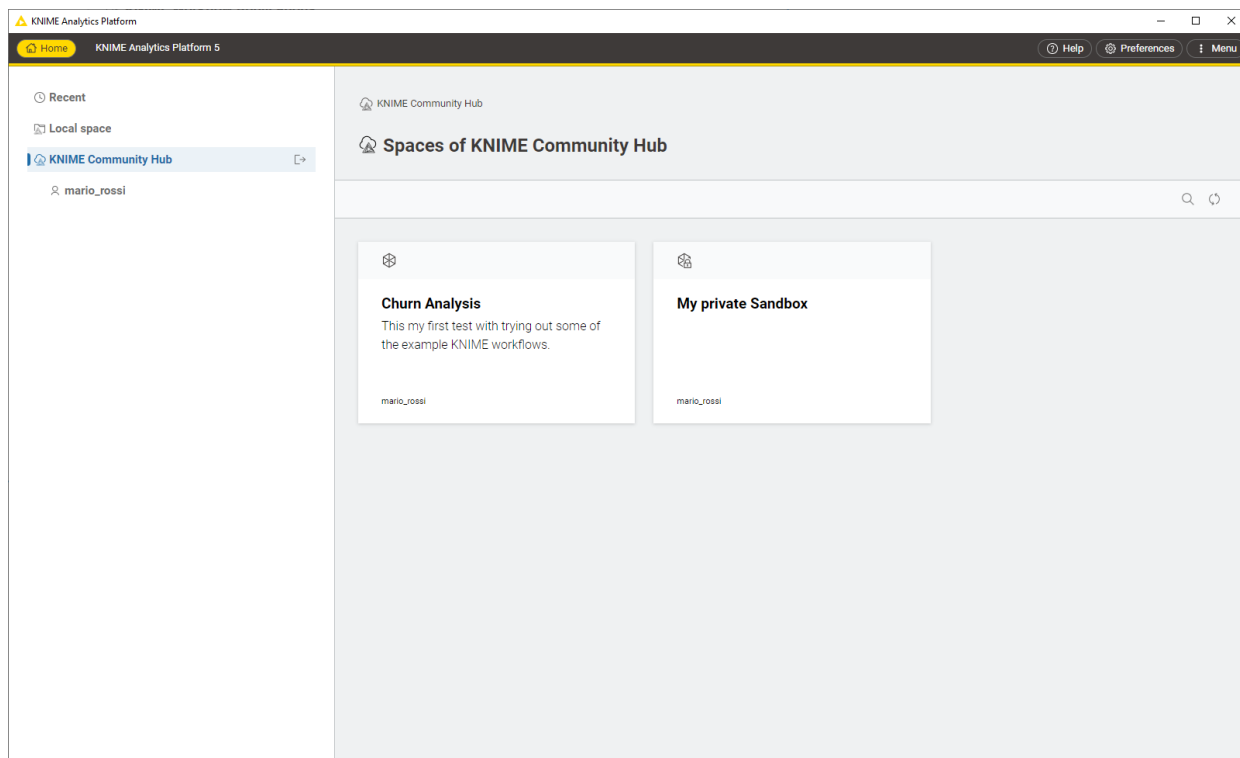 KNIME Analytics Platform
Home
KNIME Analytics Platform 5
Help
Preferences
Menu
Recent
Local space
KNIME Community Hub
mario_rossi
KNIME Community Hub
Spaces of KNIME Community Hub
Churn Analysis
This my first test with trying out some of
the example KNIME workflows.
mario_rossi
My private Sandbox
mario_rossi